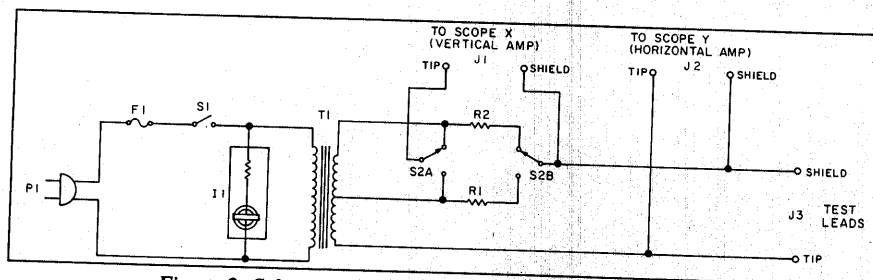 TO SCOPE X
(VERTICAL AMP)
J1
TIP
SHIELD
TO SCOPE Y
(HORIZONTAL AMP)
J2
TIP
SHIELD
F1
S1
T1
R2
S2A
S2B
R1
P1
I1
SHIELD
J3 TEST
LEADS
TIP